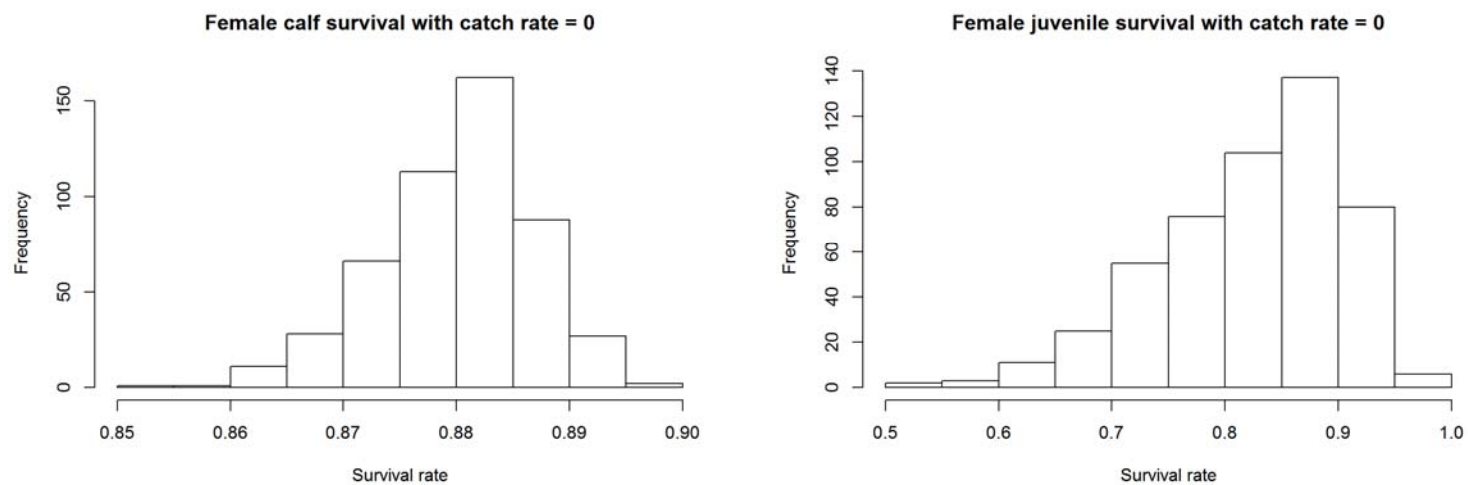 Female calf survival with catch rate = 0
Frequency
150
100
50
0
0.85 0.86 0.87 0.88 0.89 0.90
Survival rate
Female juvenile survival with catch rate = 0
Frequency
140
120
100
80
60
40
20
0
0.5 0.6 0.7 0.8 0.9 1.0
Survival rate